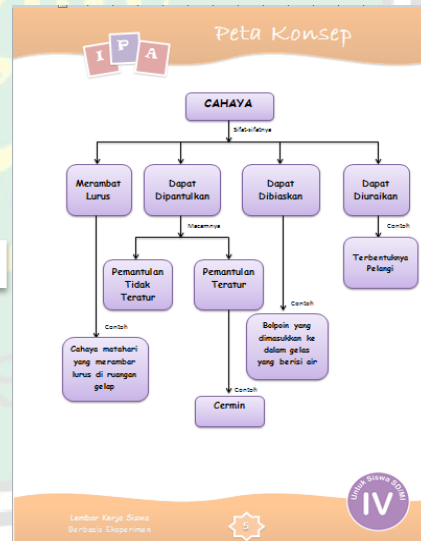 Peta Konsep
I P A
CAHAYA
Sifat-sifatnya
Merambat
Lurus
Dapat
Dipantulkan
Dapat
Dibiaskan
Dapat
Diuraikan
Macamnya
Contoh
Pemantulan
Tidak
Teratur
Pemantulan
Teratur
Terbentuknya
Pelangi
Contoh
Bolpoin yang
dimasukkan ke
dalam gelas
yang berisi air
Contoh
Cahaya matahari
yang merambar
lurus di ruangan
gelap
Contoh
Cermin
Untuk Siswa SD/MI
IV
Lembar Kerja Siswa
Berbasis Eksperimen
5